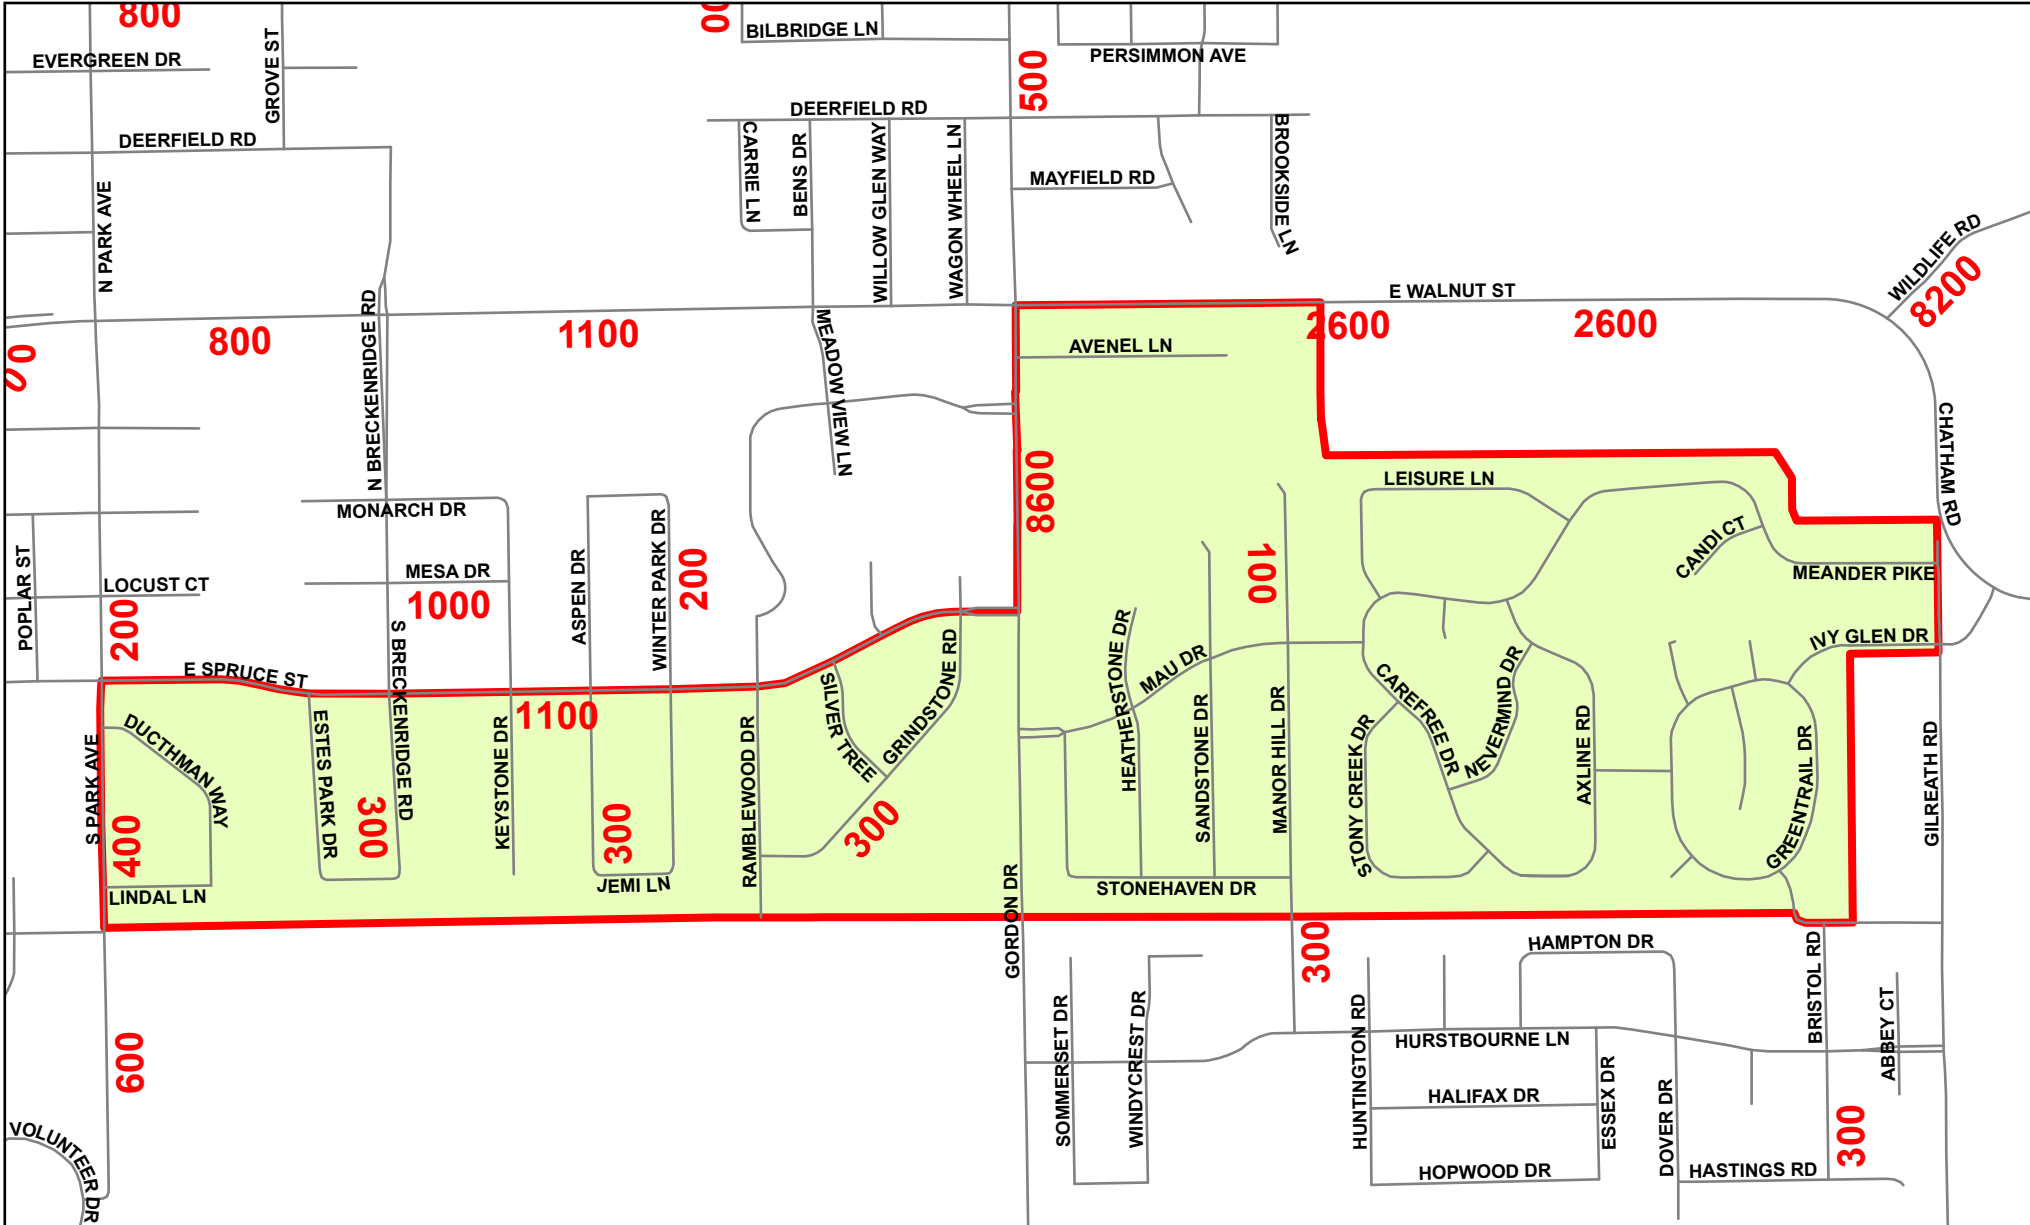 800
00
BILBRIDGE LN
EVERGREEN DR
GROVE ST
500
PERSIMMON AVE
DEERFIELD RD
DEERFIELD RD
CARRIE LN
BENS DR
WILLOW GLEN WAY
WAGON WHEEL LN
BROOKSIDE LN
MAYFIELD RD
N PARK AVE
WILDLIFE RD
8200
E WALNUT ST
N BRECKENRIDGE RD
800
1100
2600
2600
00
MEADOW VIEW LN
AVENEL LN
CHATHAM RD
8600
LEISURE LN
MONARCH DR
CANDI CT
POPLAR ST
LOCUST CT
200
MESA DR
1000
ASPEN DR
WINTER PARK DR
200
100
MEANDER PIKE
E SPRUCE ST
S BRECKENRIDGE RD
GRINDSTONE RD
SILVER TREE
HEATHERSTONE DR
MAU DR
IVY GLEN DR
CAREFREE DR
NEVERMIND DR
1100
DUCTHMAN WAY
ESTES PARK DR
S PARK AVE
KEYSTONE DR
RAMBLEWOOD DR
SANDSTONE DR
MANOR HILL DR
STONY CREEK DR
AXLINE RD
GREENTRAIL DR
GILREATH RD
400
300
300
300
LINDAL LN
JEMI LN
STONEHAVEN DR
GORDON DR
300
HAMPTON DR
BRISTOL RD
ABBEY CT
600
SOMMERSET DR
WINDYCREST DR
HUNTINGTON RD
HURSTBOURNE LN
HALIFAX DR
ESSEX DR
DOVER DR
300
HOPWOOD DR
HASTINGS RD
VOLUNTEER DR